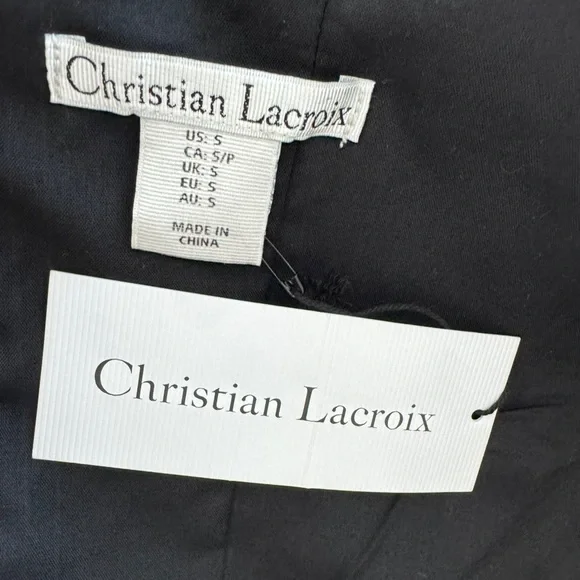 Christian Lacroix
US: S
CA: S/P
UK: S
EU: S
AU: S
MADE IN
CHINA
Christian Lacroix